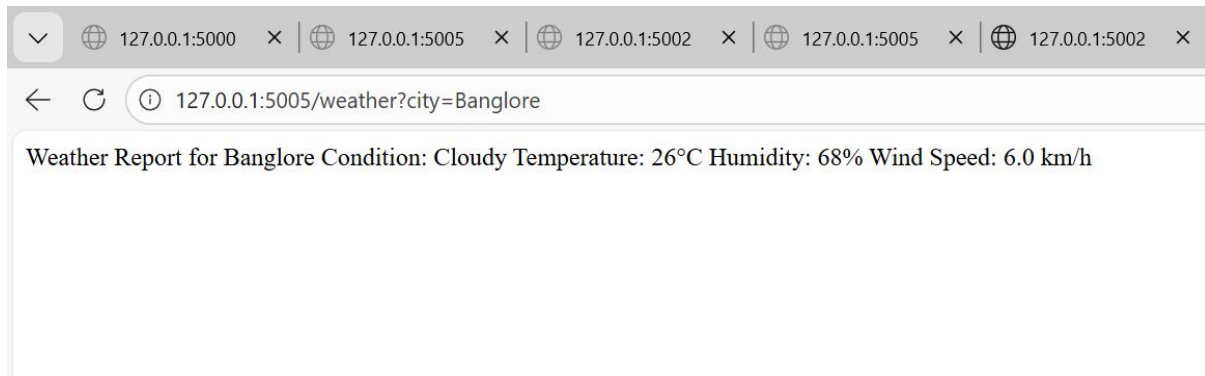 127.0.0.1:5000 127.0.0.1:5005 127.0.0.1:5002 127.0.0.1:5005 127.0.0.1:5002
127.0.0.1:5005/weather?city=Banglore
Weather Report for Banglore Condition: Cloudy Temperature: 26°C Humidity: 68% Wind Speed: 6.0 km/h